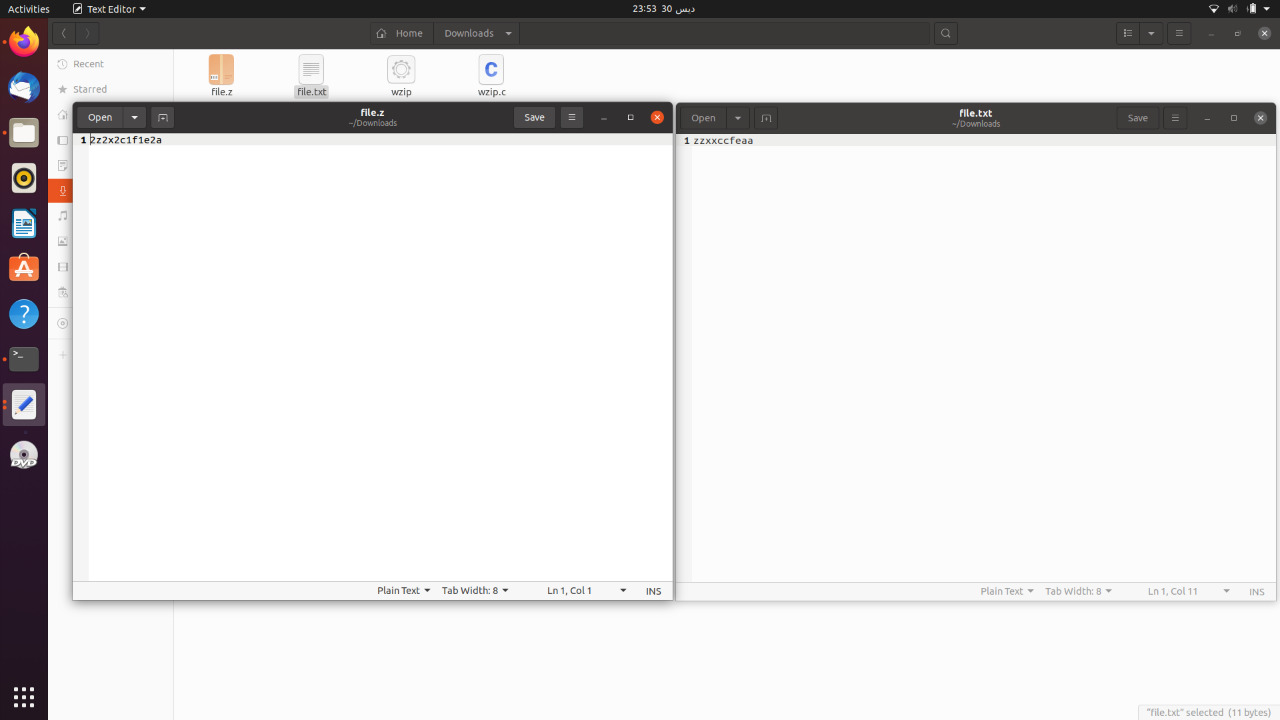 Activities
Text Editor
23:53 30 ديس
Home
Downloads
Recent
Starred
file.z
file.txt
wzip
wzip.c
C
Open
file.z
~/Downloads
Save
1 2z2x2c1f1e2a
Plain Text
Tab Width: 8
Ln 1, Col 1
INS
Open
file.txt
~/Downloads
Save
1 zzxxccfeaa
Plain Text
Tab Width: 8
Ln 1, Col 11
INS
DVD
"file.txt" selected (11 bytes)